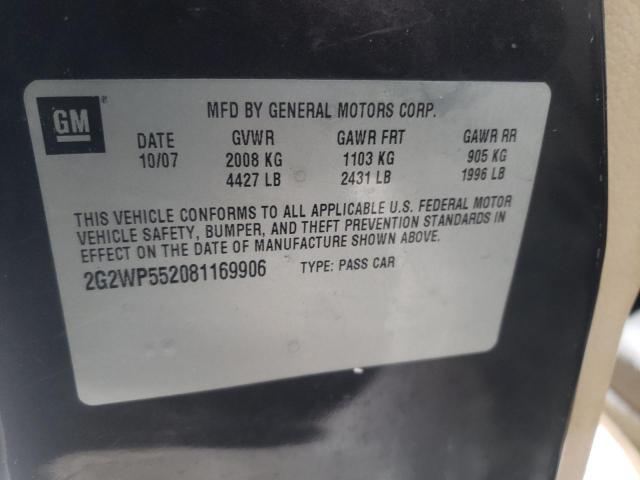 GM®
MFD BY GENERAL MOTORS CORP.
DATE GVWR GAWR FRT GAWR RR
10/07 2008 KG 1103 KG 905 KG
4427 LB 2431 LB 1996 LB
THIS VEHICLE CONFORMS TO ALL APPLICABLE U.S. FEDERAL MOTOR
VEHICLE SAFETY, BUMPER, AND THEFT PREVENTION STANDARDS IN
EFFECT ON THE DATE OF MANUFACTURE SHOWN ABOVE.
2G2WP552081169906 TYPE: PASS CAR